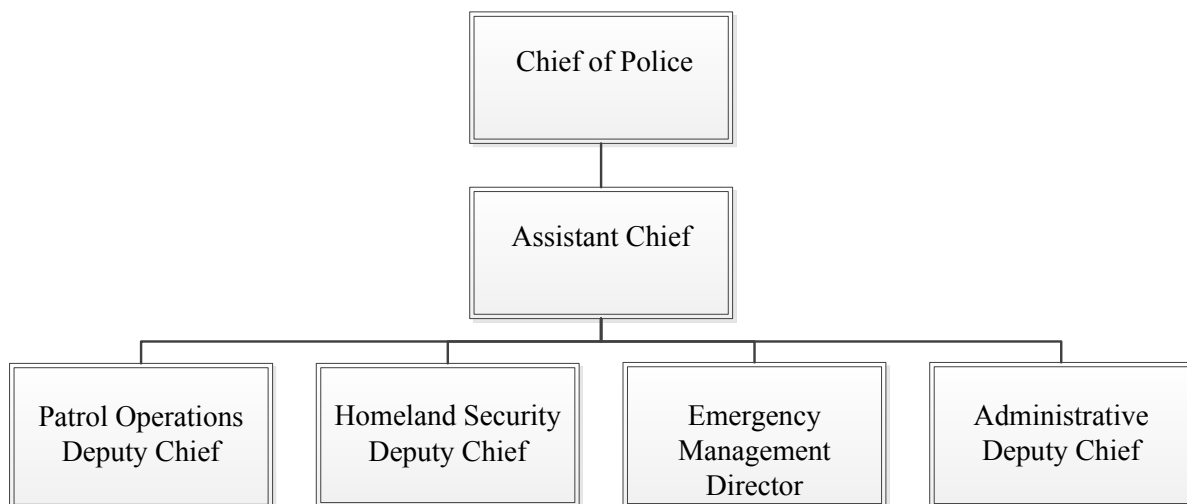 Chief of Police
Assistant Chief
Patrol Operations
Deputy Chief
Homeland Security
Deputy Chief
Emergency
Management
Director
Administrative
Deputy Chief